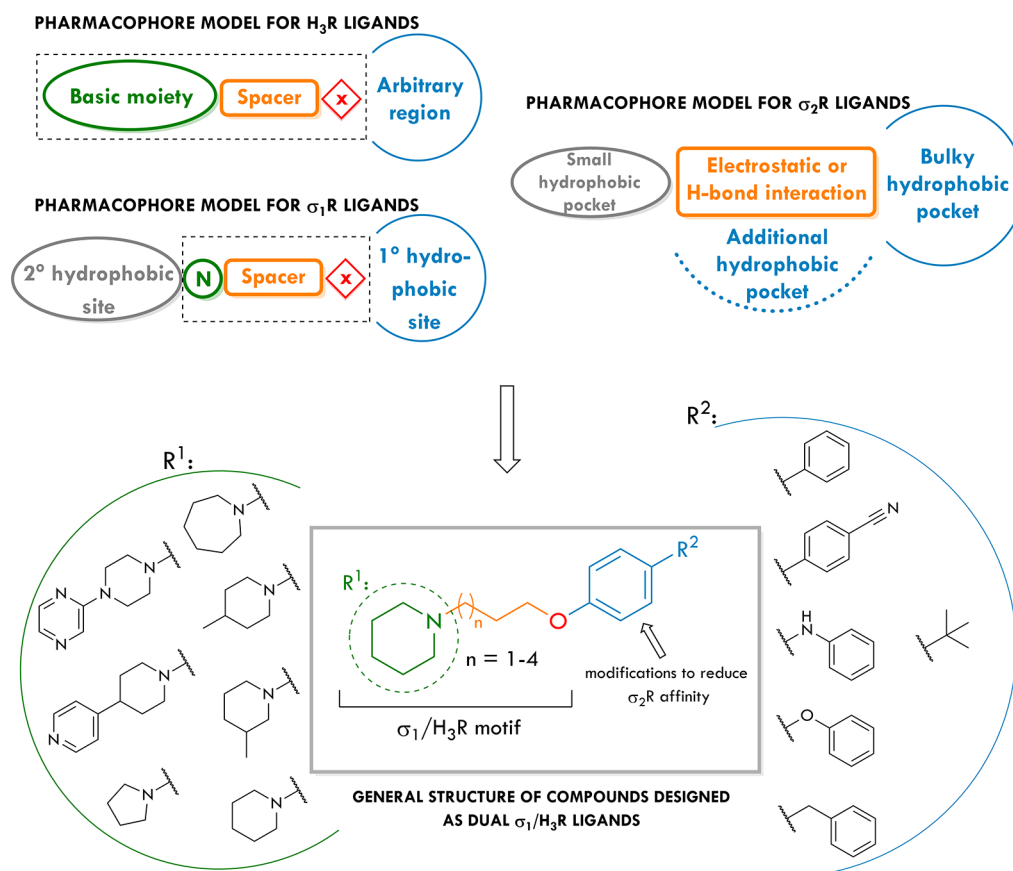 PHARMACOPHORE MODEL FOR H₃R LIGANDS
Basic moiety
Spacer
x
Arbitrary
region
PHARMACOPHORE MODEL FOR σ₂R LIGANDS
Small
hydrophobic
pocket
Electrostatic or
H-bond interaction
Bulky
hydrophobic
pocket
Additional
hydrophobic
pocket
PHARMACOPHORE MODEL FOR σ₁R LIGANDS
2° hydrophobic
site
N
Spacer
x
1° hydro-
phobic
site
R¹:
N
N
N
N
N
N
N
N
N
N
N
N
R¹:
N
( )n
O
R²
n = 1-4
σ₁/H₃R motif
modifications to reduce
σ₂R affinity
GENERAL STRUCTURE OF COMPOUNDS DESIGNED
AS DUAL σ₁/H₃R LIGANDS
R²:
N
H
N
O